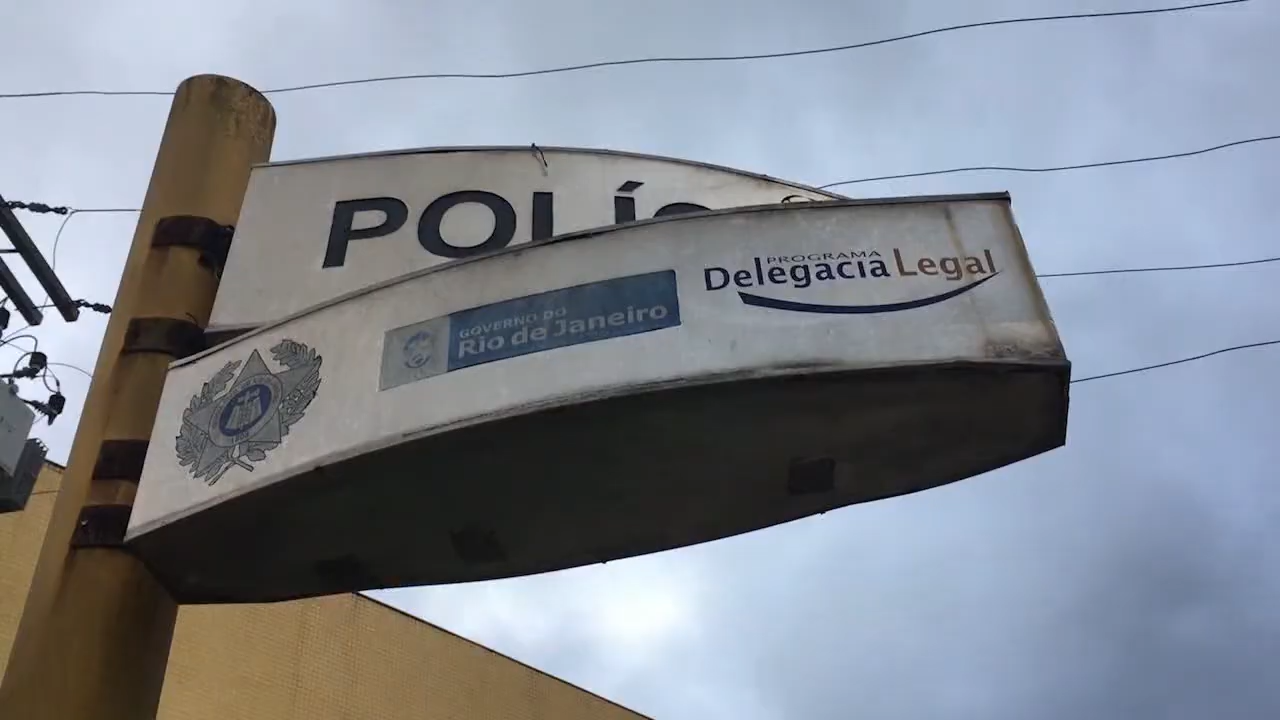 POLÍ
GOVERNO DO
Rio de Janeiro
PROGRAMA
Delegacia Legal